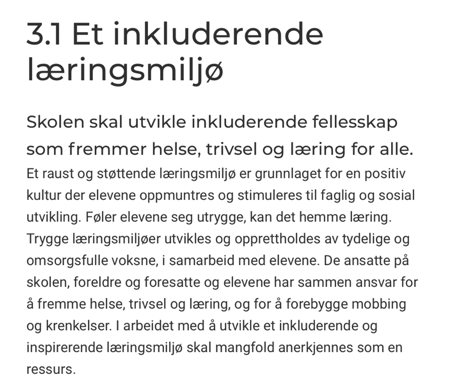 3.1 Et inkluderende
læringsmiljø
Skolen skal utvikle inkluderende fellesskap
som fremmer helse, trivsel og læring for alle.
Et raust og støttende læringsmiljø er grunnlaget for en positiv
kultur der elevene oppmuntres og stimuleres til faglig og sosial
utvikling. Føler elevene seg utrygge, kan det hemme læring.
Trygge læringsmiljøer utvikles og opprettholdes av tydelige og
omsorgsfulle voksne, i samarbeid med elevene. De ansatte på
skolen, foreldre og foresatte og elevene har sammen ansvar for
å fremme helse, trivsel og læring, og for å forebygge mobbing
og krenkelser. I arbeidet med å utvikle et inkluderende og
inspirerende læringsmiljø skal mangfold anerkjennes som en
ressurs.